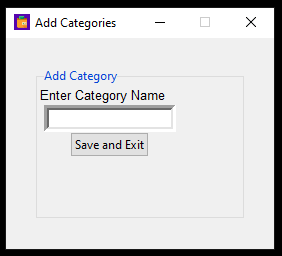 Add Categories
Add Category
Enter Category Name
Save and Exit